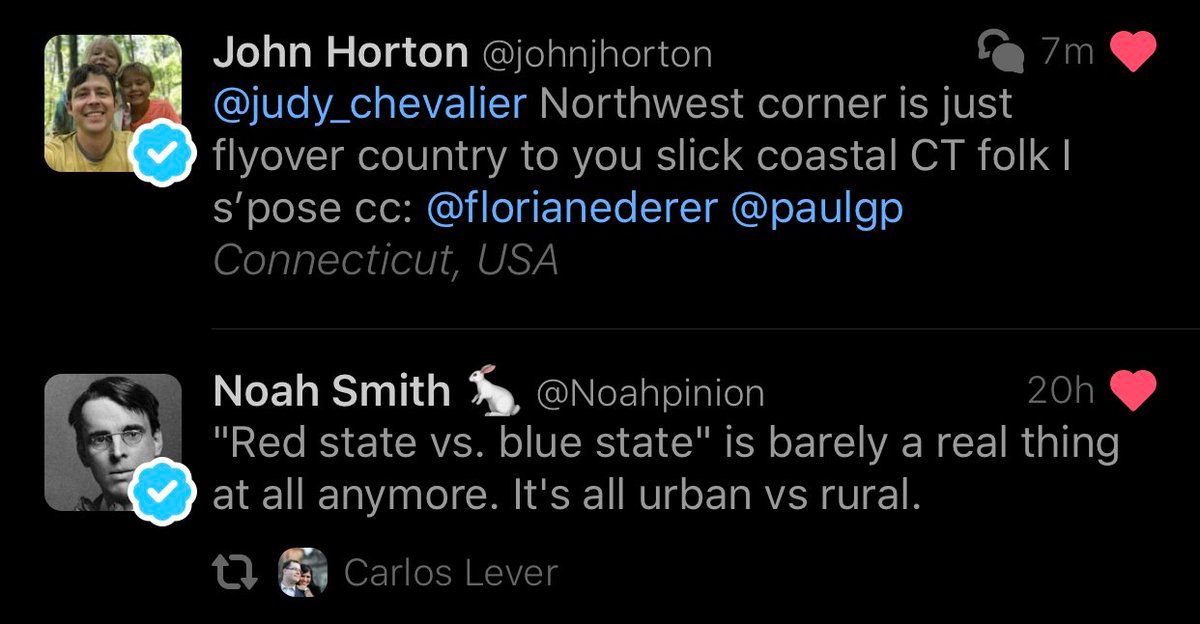 John Horton @johnjhorton 7m
@judy_chevalier Northwest corner is just
flyover country to you slick coastal CT folk I
s’pose cc: @florianederer @paulgp
Connecticut, USA
Noah Smith 🐇 @Noahpinion 20h
"Red state vs. blue state" is barely a real thing
at all anymore. It's all urban vs rural.
Carlos Lever